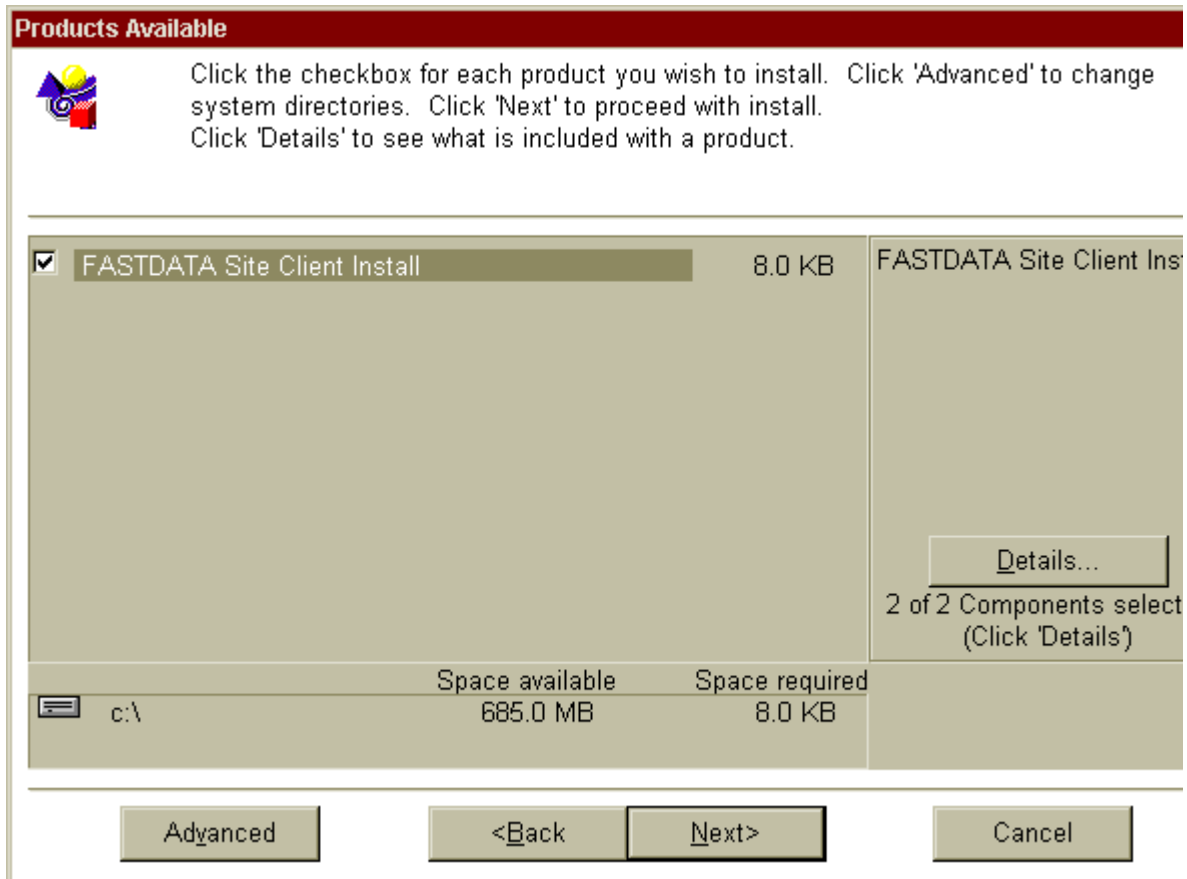 Products Available
Click the checkbox for each product you wish to install.  Click 'Advanced' to change
system directories.  Click 'Next' to proceed with install.
Click 'Details' to see what is included with a product.
FASTDATA Site Client Install 8.0 KB
FASTDATA Site Client Inst
Details...
2 of 2 Components select
(Click 'Details')
Space available Space required
c:\ 685.0 MB 8.0 KB
Advanced <Back Next> Cancel